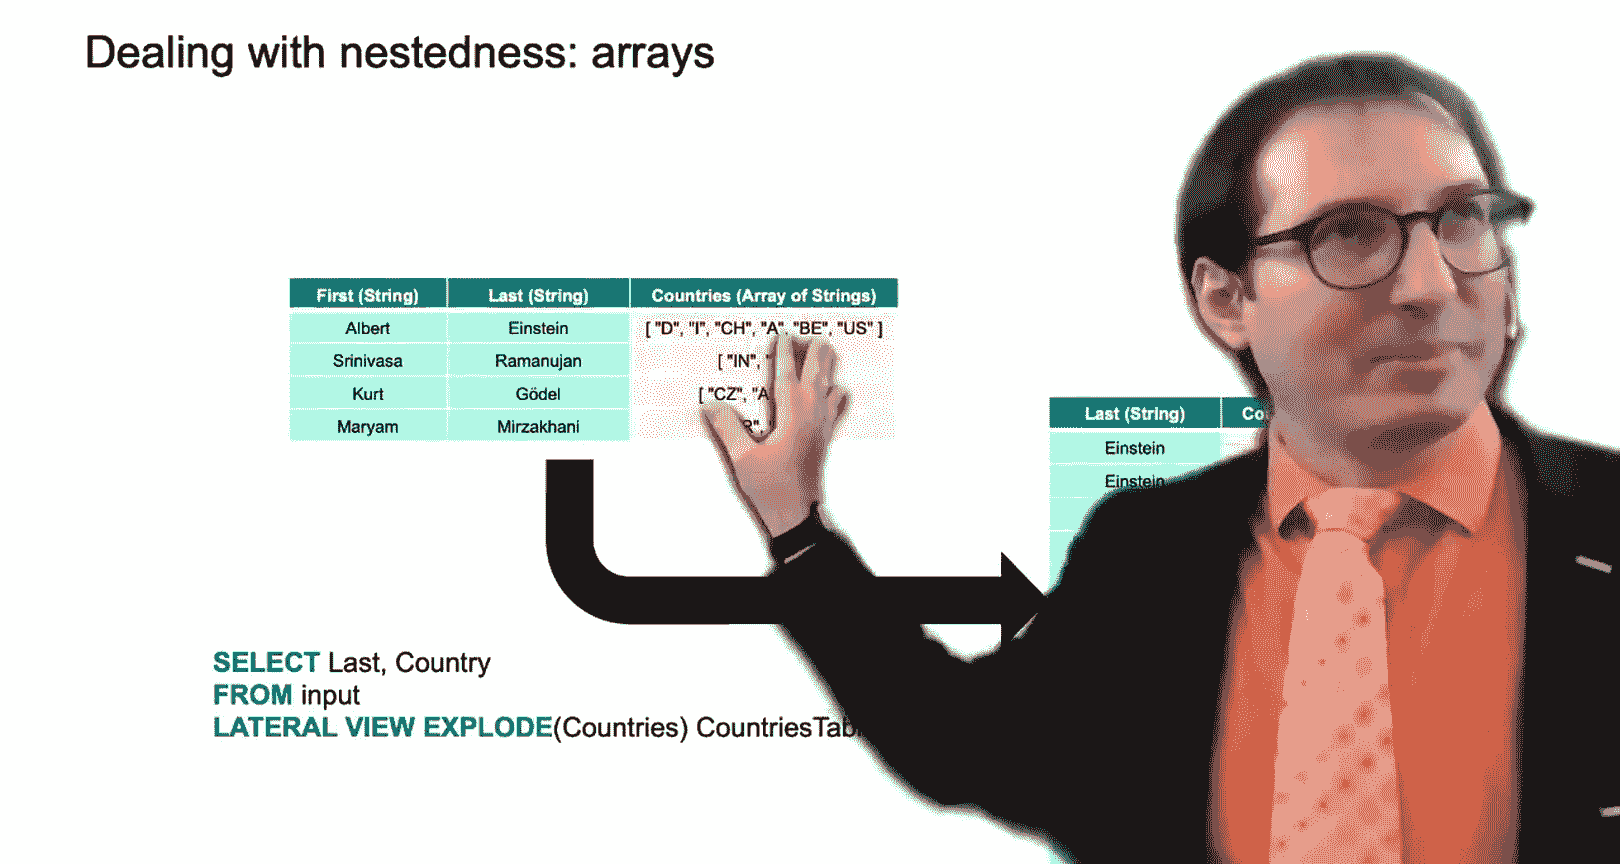 Dealing with nestedness: arrays
First (String) Last (String) Countries (Array of Strings)
Albert Einstein [ "D", "I", "CH", "A", "BE", "US" ]
Srinivasa Ramanujan [ "IN", "
Kurt Gödel [ "CZ", "A
Maryam Mirzakhani
Last (String)
Einstein
Einstein
SELECT Last, Country
FROM input
LATERAL VIEW EXPLODE(Countries)